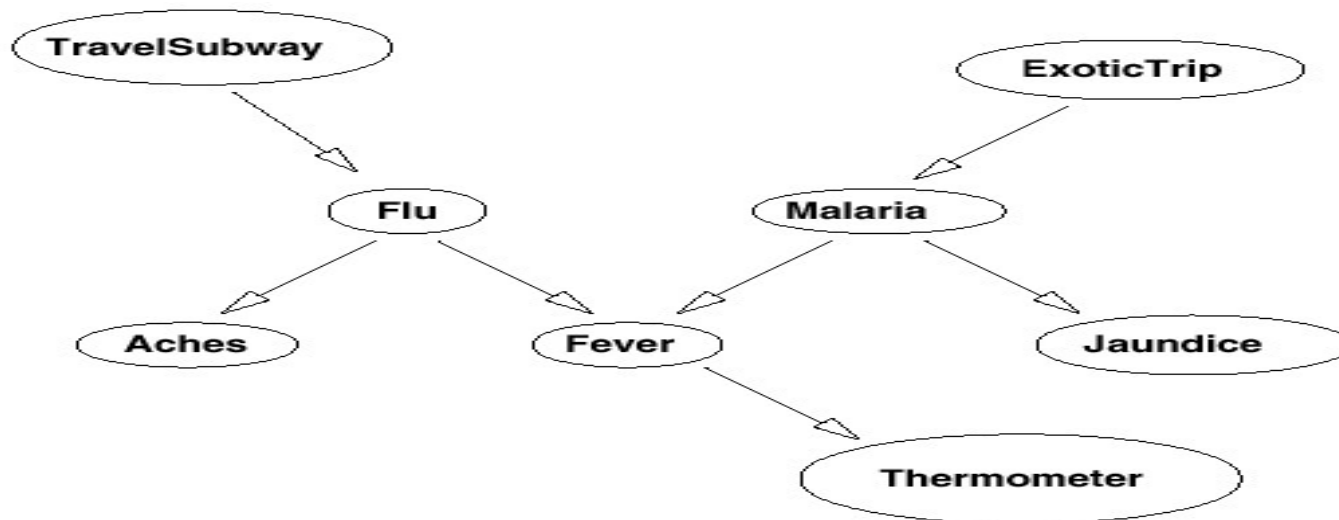 TravelSubway
ExoticTrip
Flu
Malaria
Aches
Fever
Jaundice
Thermometer